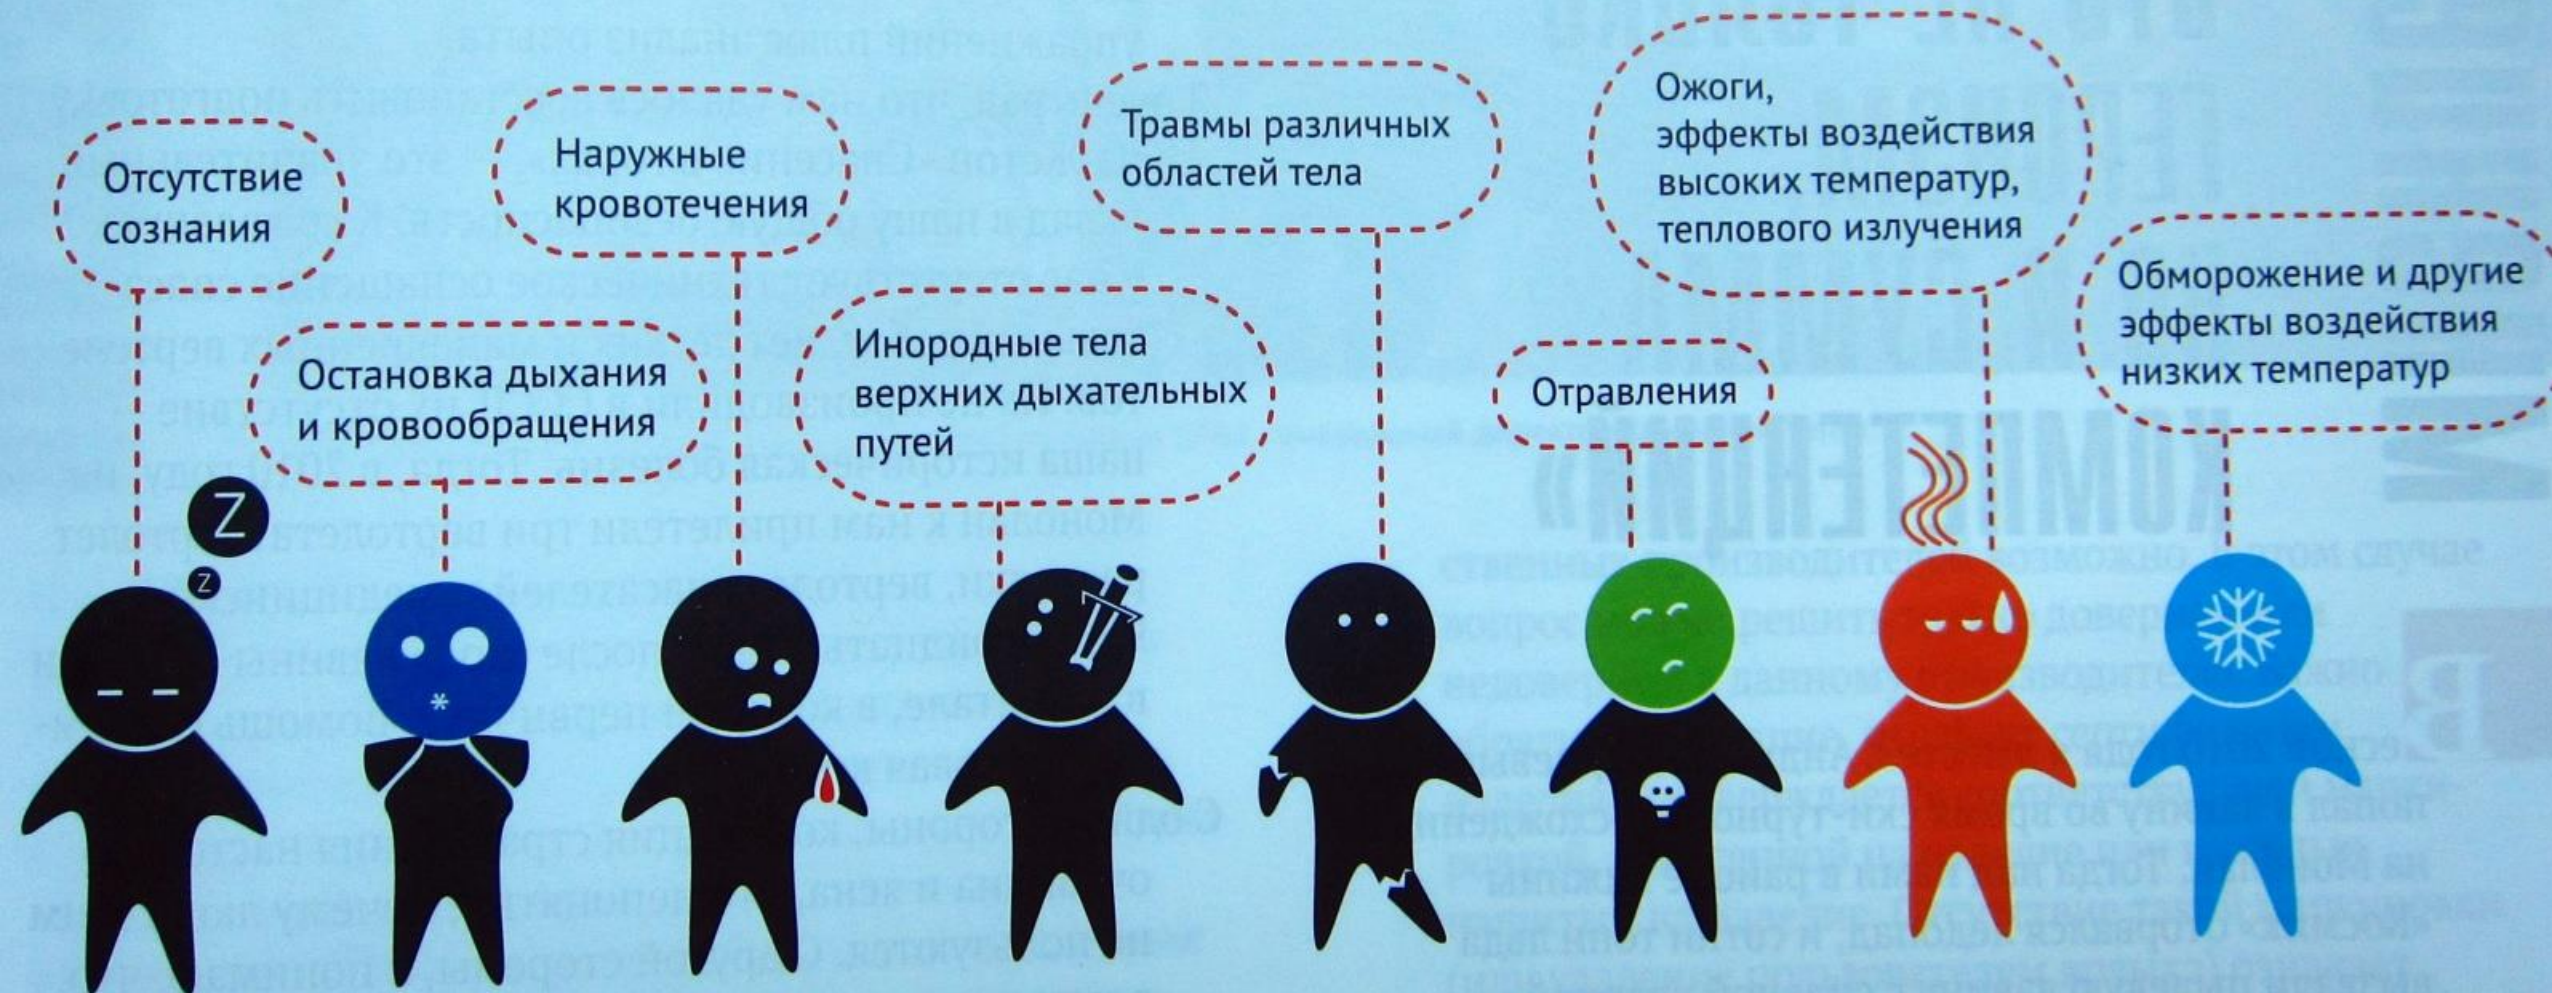 Отсутствие
сознания
Остановка дыхания
и кровообращения
Наружные
кровотечения
Инородные тела
верхних дыхательных
путей
Травмы различных
областей тела
Отравления
Ожоги,
эффекты воздействия
высоких температур,
теплового излучения
Обморожение и другие
эффекты воздействия
низких температур
Z
z